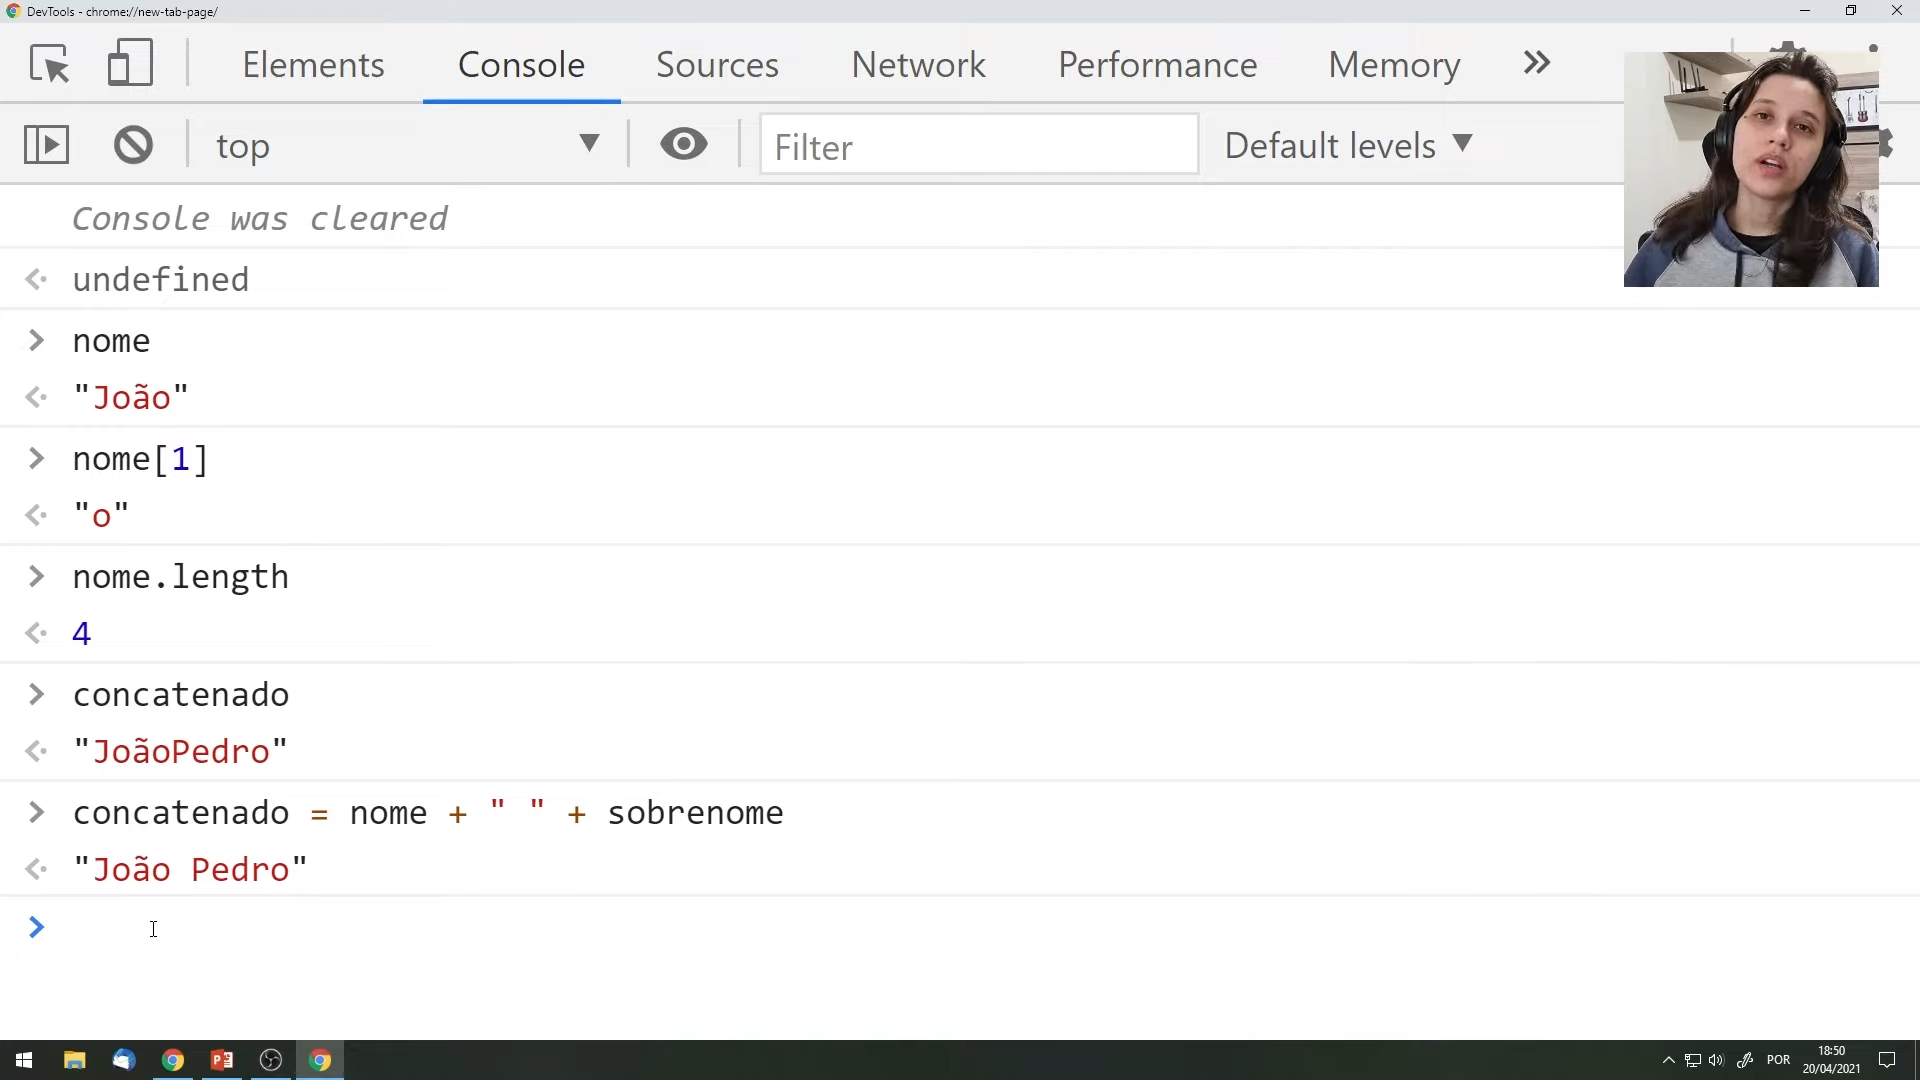 DevTools - chrome://new-tab-page/
Elements Console Sources Network Performance Memory »
top ▼ Filter Default levels ▼
Console was cleared
undefined
> nome
"João"
> nome[1]
"o"
> nome.length
4
> concatenado
"JoãoPedro"
> concatenado = nome + " " + sobrenome
"João Pedro"
>
POR 18:50
20/04/2021